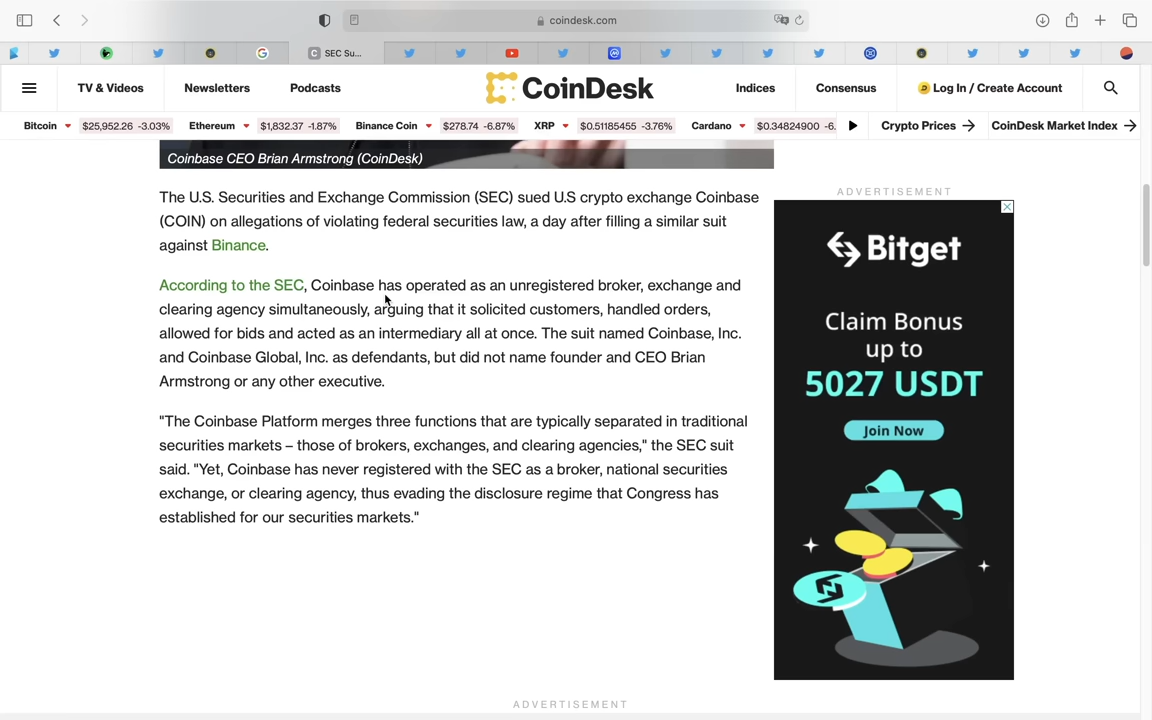 coindesk.com
SEC Su...
TV & Videos
Newsletters
Podcasts
CoinDesk
Indices
Consensus
Log In / Create Account
Bitcoin $25,952.26 -3.03%
Ethereum $1,832.37 -1.87%
Binance Coin $278.74 -6.87%
XRP $0.51185455 -3.76%
Cardano $0.34824900 -6.
Crypto Prices
CoinDesk Market Index
Coinbase CEO Brian Armstrong (CoinDesk)
The U.S. Securities and Exchange Commission (SEC) sued U.S crypto exchange Coinbase
(COIN) on allegations of violating federal securities law, a day after filling a similar suit
against Binance.
According to the SEC, Coinbase has operated as an unregistered broker, exchange and
clearing agency simultaneously, arguing that it solicited customers, handled orders,
allowed for bids and acted as an intermediary all at once. The suit named Coinbase, Inc.
and Coinbase Global, Inc. as defendants, but did not name founder and CEO Brian
Armstrong or any other executive.
"The Coinbase Platform merges three functions that are typically separated in traditional
securities markets – those of brokers, exchanges, and clearing agencies," the SEC suit
said. "Yet, Coinbase has never registered with the SEC as a broker, national securities
exchange, or clearing agency, thus evading the disclosure regime that Congress has
established for our securities markets."
ADVERTISEMENT
Bitget
Claim Bonus
up to
5027 USDT
Join Now
ADVERTISEMENT